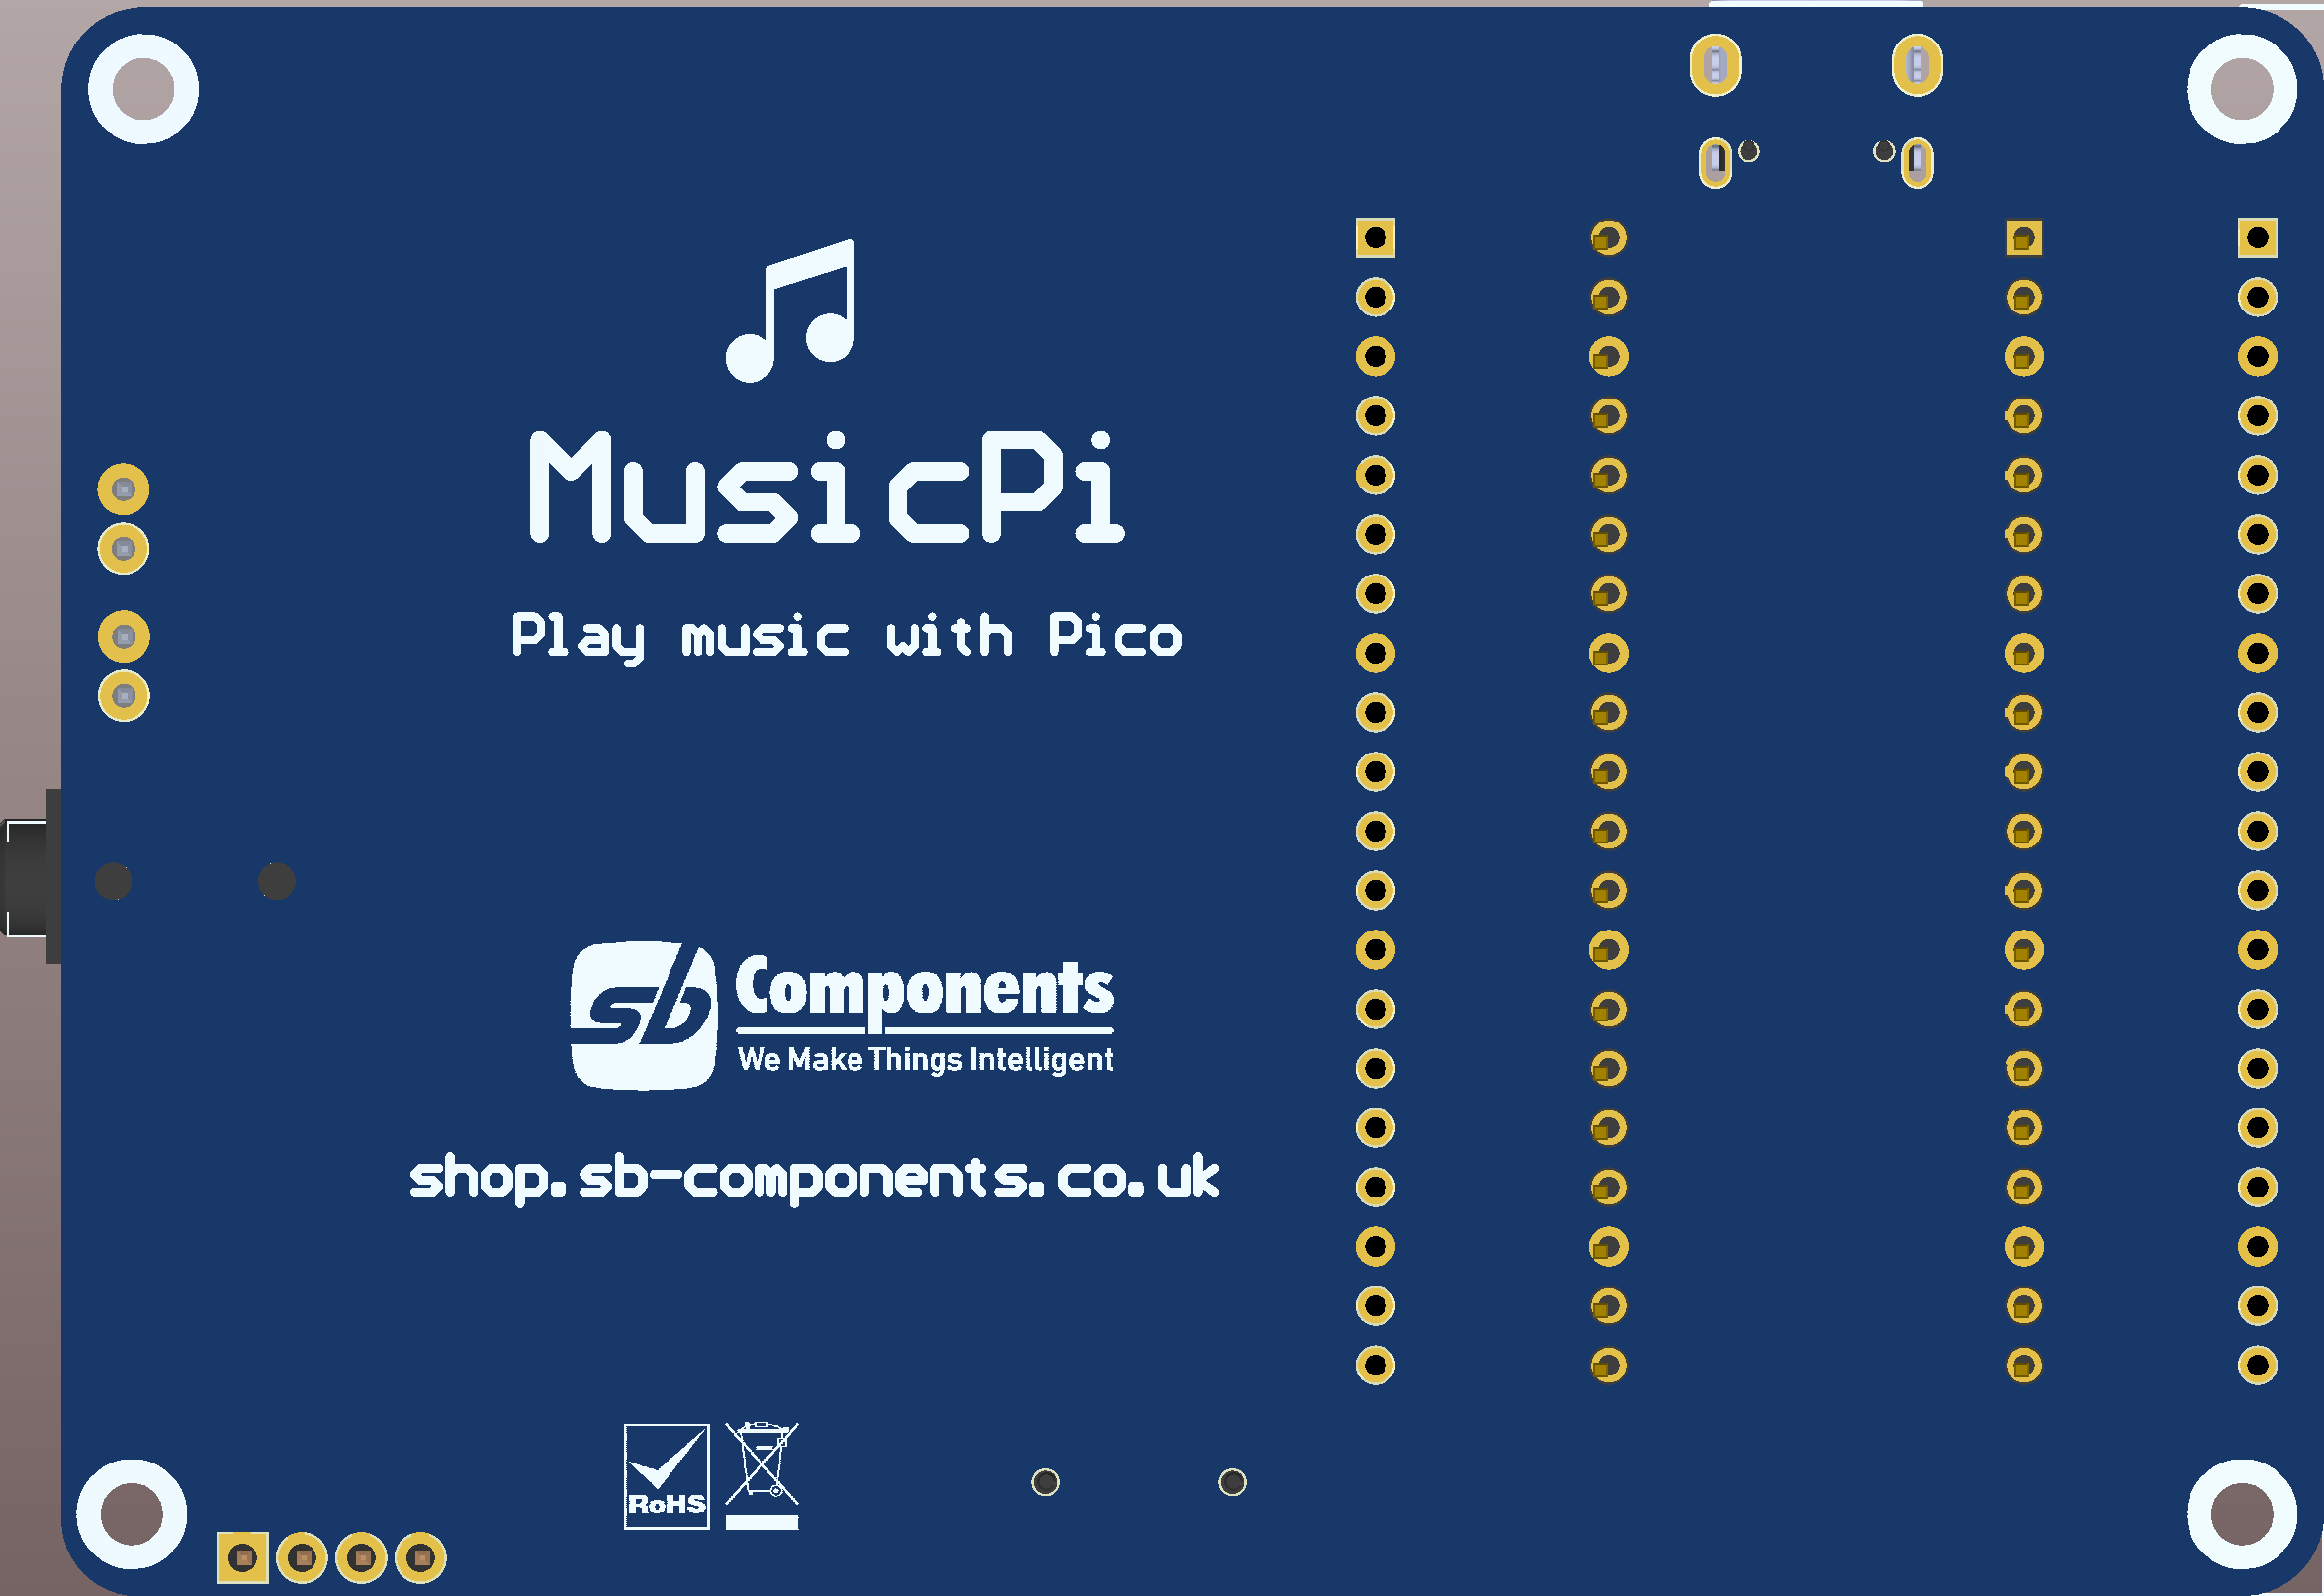 MusicPi
Play music with Pico
sb Components
We Make Things Intelligent
shop.sb-components.co.uk
RoHS